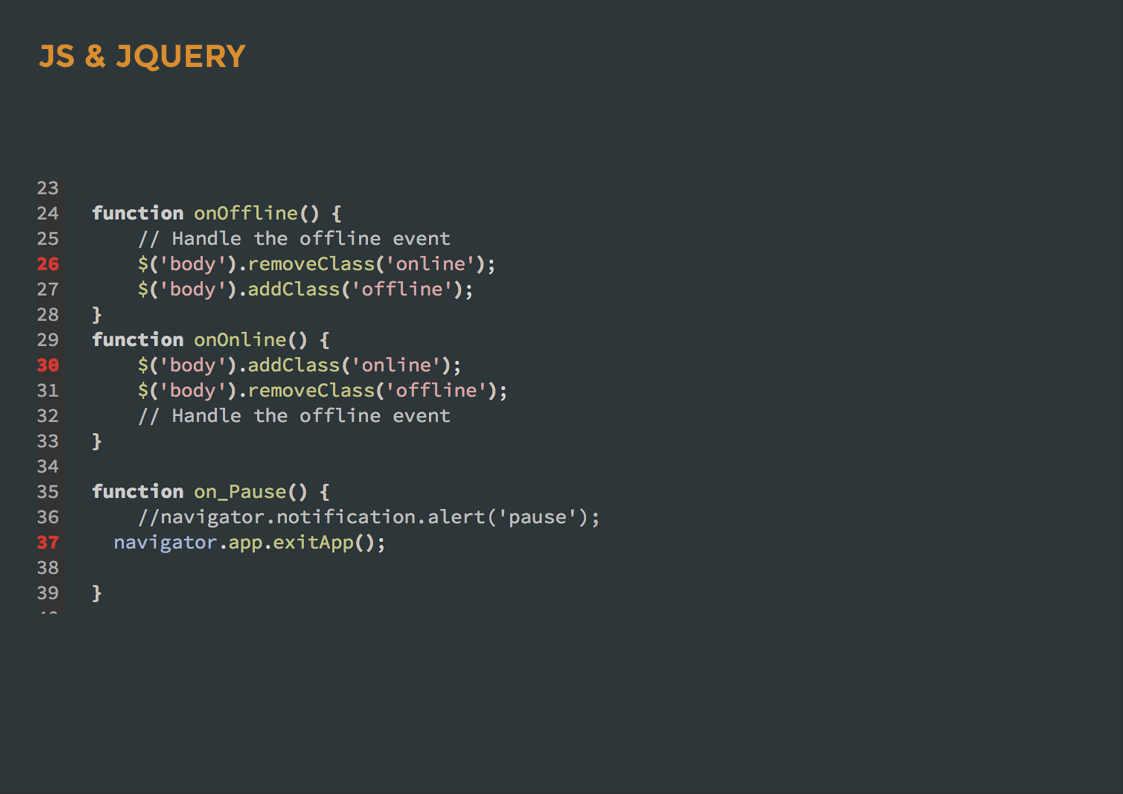 JS & JQUERY
23
24 function onOffline() {
25 // Handle the offline event
26 $('body').removeClass('online');
27 $('body').addClass('offline');
28 }
29 function onOnline() {
30 $('body').addClass('online');
31 $('body').removeClass('offline');
32 // Handle the offline event
33 }
34
35 function on_Pause() {
36 //navigator.notification.alert('pause');
37 navigator.app.exitApp();
38
39 }